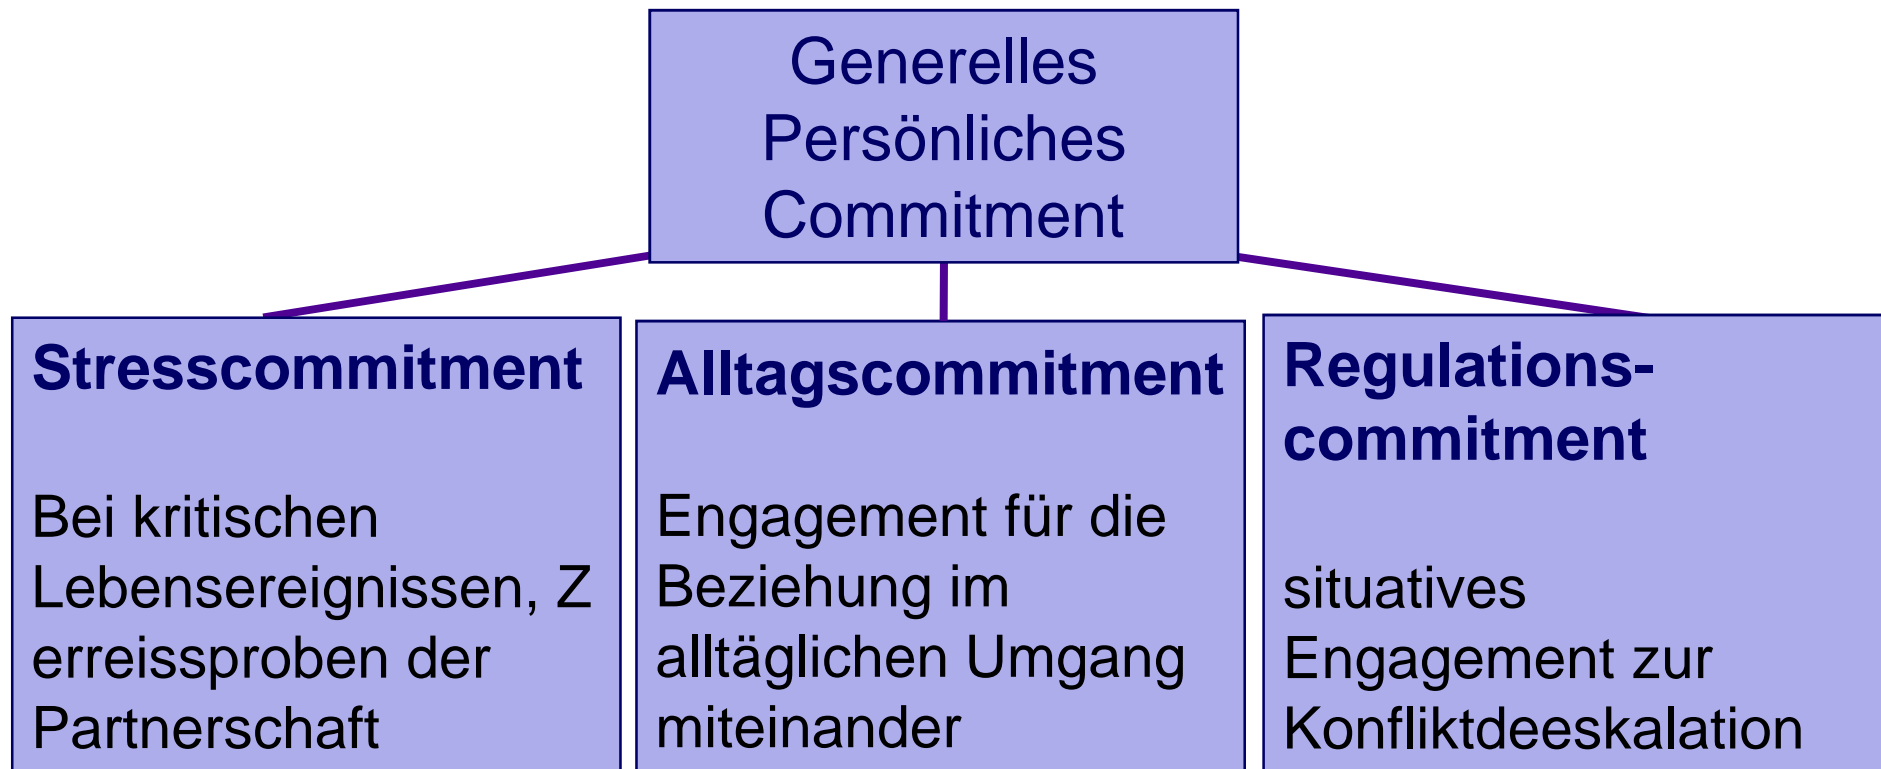 Generelles
Persönliches
Commitment
Stresscommitment
Bei kritischen
Lebensereignissen, Z
erreissproben der
Partnerschaft
Alltagscommitment
Engagement für die
Beziehung im
alltäglichen Umgang
miteinander
Regulations-
commitment
situatives
Engagement zur
Konfliktdeeskalation